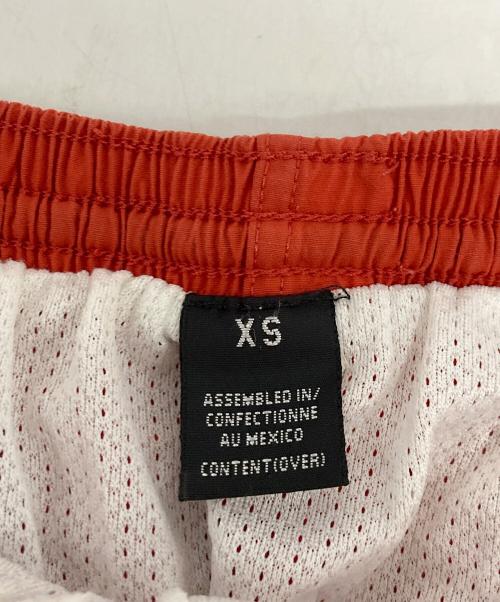 XS
ASSEMBLED IN/
CONFECTIONNE
AU MEXICO
CONTENT(OVER)